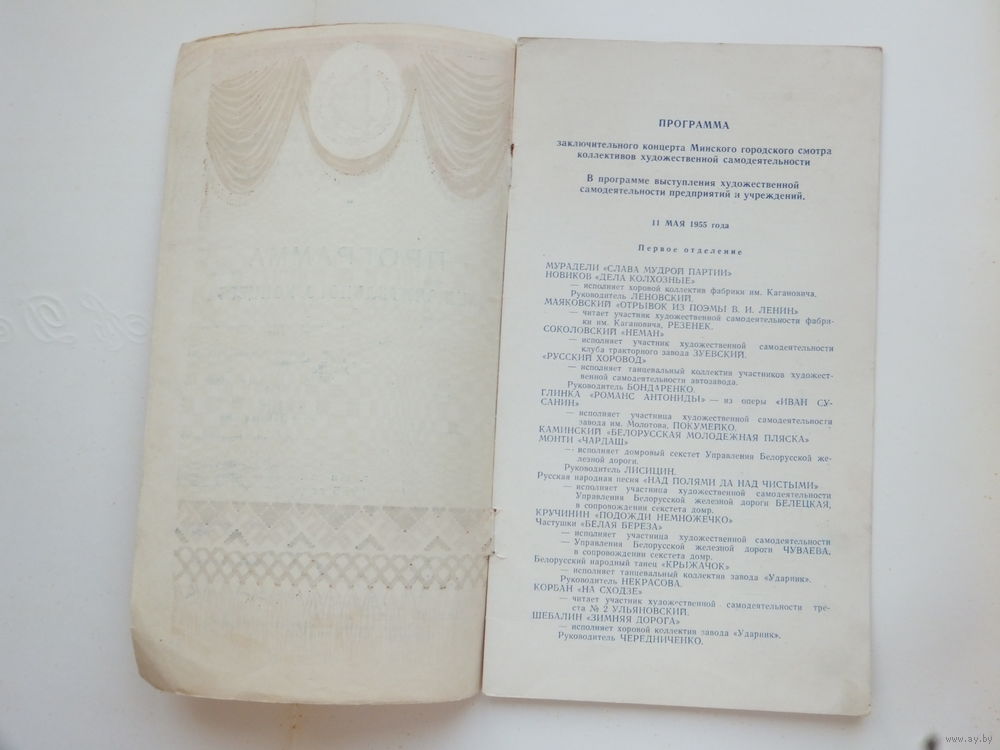 ПРОГРАММА
заключительного концерта Минского городского смотра
коллективов художественной самодеятельности
В программе выступления художественной
самодеятельности предприятий и учреждений.
11 МАЯ 1955 года
Первое отделение
МУРАДЕЛИ «СЛАВА МУДРОЙ ПАРТИИ»
НОВИКОВ «ДЕЛА КОЛХОЗНЫЕ»
— исполняет хоровой коллектив фабрики им. Кагановича.
Руководитель ЛЕНОВСКИЙ.
МАЯКОВСКИЙ «ОТРЫВОК ИЗ ПОЭМЫ В. И. ЛЕНИН»
— читает участник художественной самодеятельности фабри-
ки им. Кагановича, РЕЗЕНЕК.
СОКОЛОВСКИЙ «НЕМАН»
— исполняет участник художественной самодеятельности
клуба тракторного завода ЗУЕВСКИЙ.
«РУССКИЙ ХОРОВОД»
— исполняет танцевальный коллектив участников художест-
венной самодеятельности автозавода.
Руководитель БОНДАРЕНКО.
ГЛИНКА «РОМАНС АНТОНИДЫ» — из оперы «ИВАН СУ-
САНИН»
— исполняет участница художественной самодеятельности
завода им. Молотова, ПОКУМЕЙКО.
КАМИНСКИЙ «БЕЛОРУССКАЯ МОЛОДЕЖНАЯ ПЛЯСКА»
МОНТИ «ЧАРДАШ»
— исполняет домровый секстет Управления Белорусской же-
лезной дороги.
Руководитель ЛИСИЦИН.
Русская народная песня «НАД ПОЛЯМИ ДА НАД ЧИСТЫМИ»
— исполняет участница художественной самодеятельности
Управления Белорусской железной дороги БЕЛЕЦКАЯ,
в сопровождении секстета домр.
КРУЧИНИН «ПОДОЖДИ НЕМНОЖЕЧКО»
Частушки «БЕЛАЯ БЕРЕЗА»
— исполняет участница художественной самодеятельности
— Управления Белорусской железной дороги ЧУВАЕВА,
в сопровождении секстета домр.
Белорусский народный танец «КРЫЖАЧОК»
— исполняет танцевальный коллектив завода «Ударник».
Руководитель НЕКРАСОВА.
КОРБАН «НА СХОДЗЕ»
— читает участник художественной самодеятельности тре-
ста № 2 УЛЬЯНОВСКИЙ.
ШЕБАЛИН «ЗИМНЯЯ ДОРОГА»
— исполняет хоровой коллектив завода «Ударник».
Руководитель ЧЕРЕДНИЧЕНКО.
ПРОГРАММА
www.ay.by